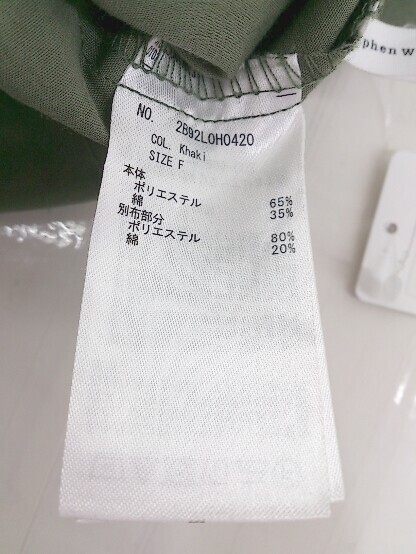 NO. 2B92L0H0420
COL. Khaki
SIZE F
本体
ポリエステル 65%
綿 35%
別布部分
ポリエステル 80%
綿 20%
phen w